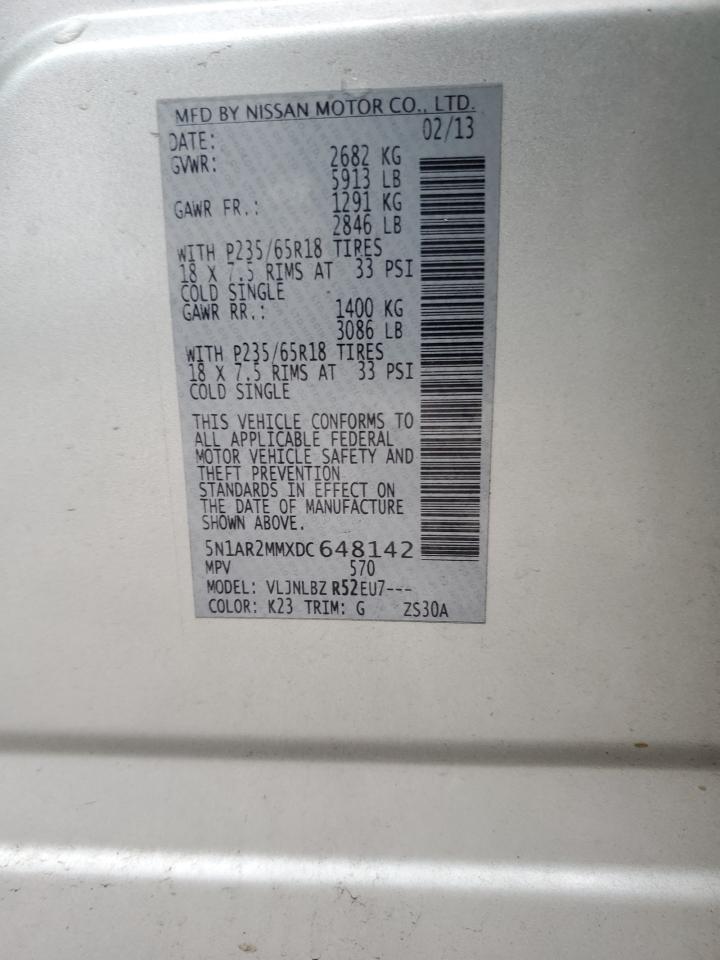 MFD BY NISSAN MOTOR CO., LTD.
DATE: 02/13
GVWR: 2682 KG
5913 LB
GAWR FR.: 1291 KG
2846 LB
WITH P235/65R18 TIRES
18 X 7.5 RIMS AT 33 PSI
COLD SINGLE
GAWR RR.: 1400 KG
3086 LB
WITH P235/65R18 TIRES
18 X 7.5 RIMS AT 33 PSI
COLD SINGLE
THIS VEHICLE CONFORMS TO
ALL APPLICABLE FEDERAL
MOTOR VEHICLE SAFETY AND
THEFT PREVENTION
STANDARDS IN EFFECT ON
THE DATE OF MANUFACTURE
SHOWN ABOVE.
5N1AR2MMXDC648142
MPV 570
MODEL: VLJNLBZ R52EU7---
COLOR: K23 TRIM: G ZS30A